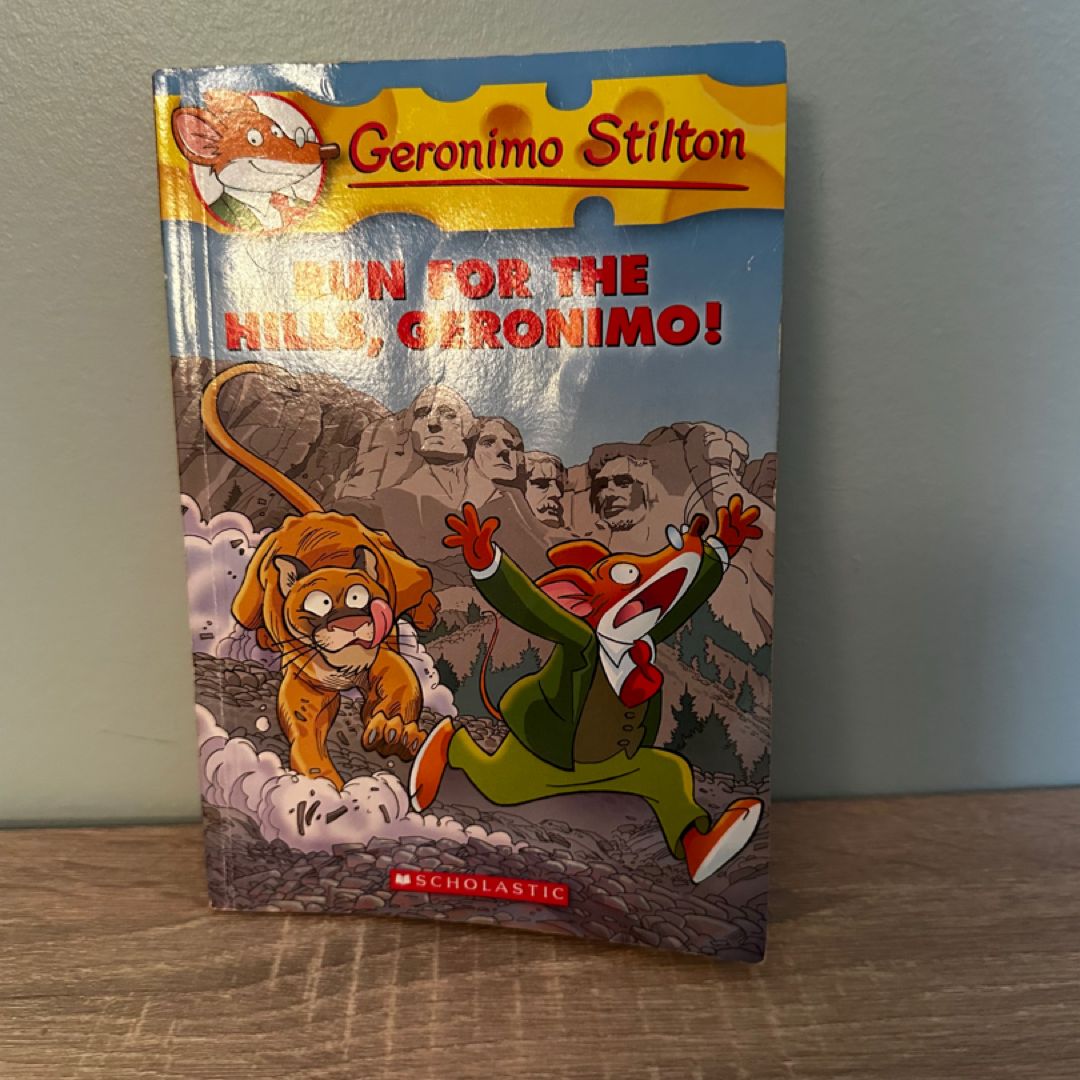 Geronimo Stilton
RUN FOR THE
HILLS, GERONIMO!
SCHOLASTIC